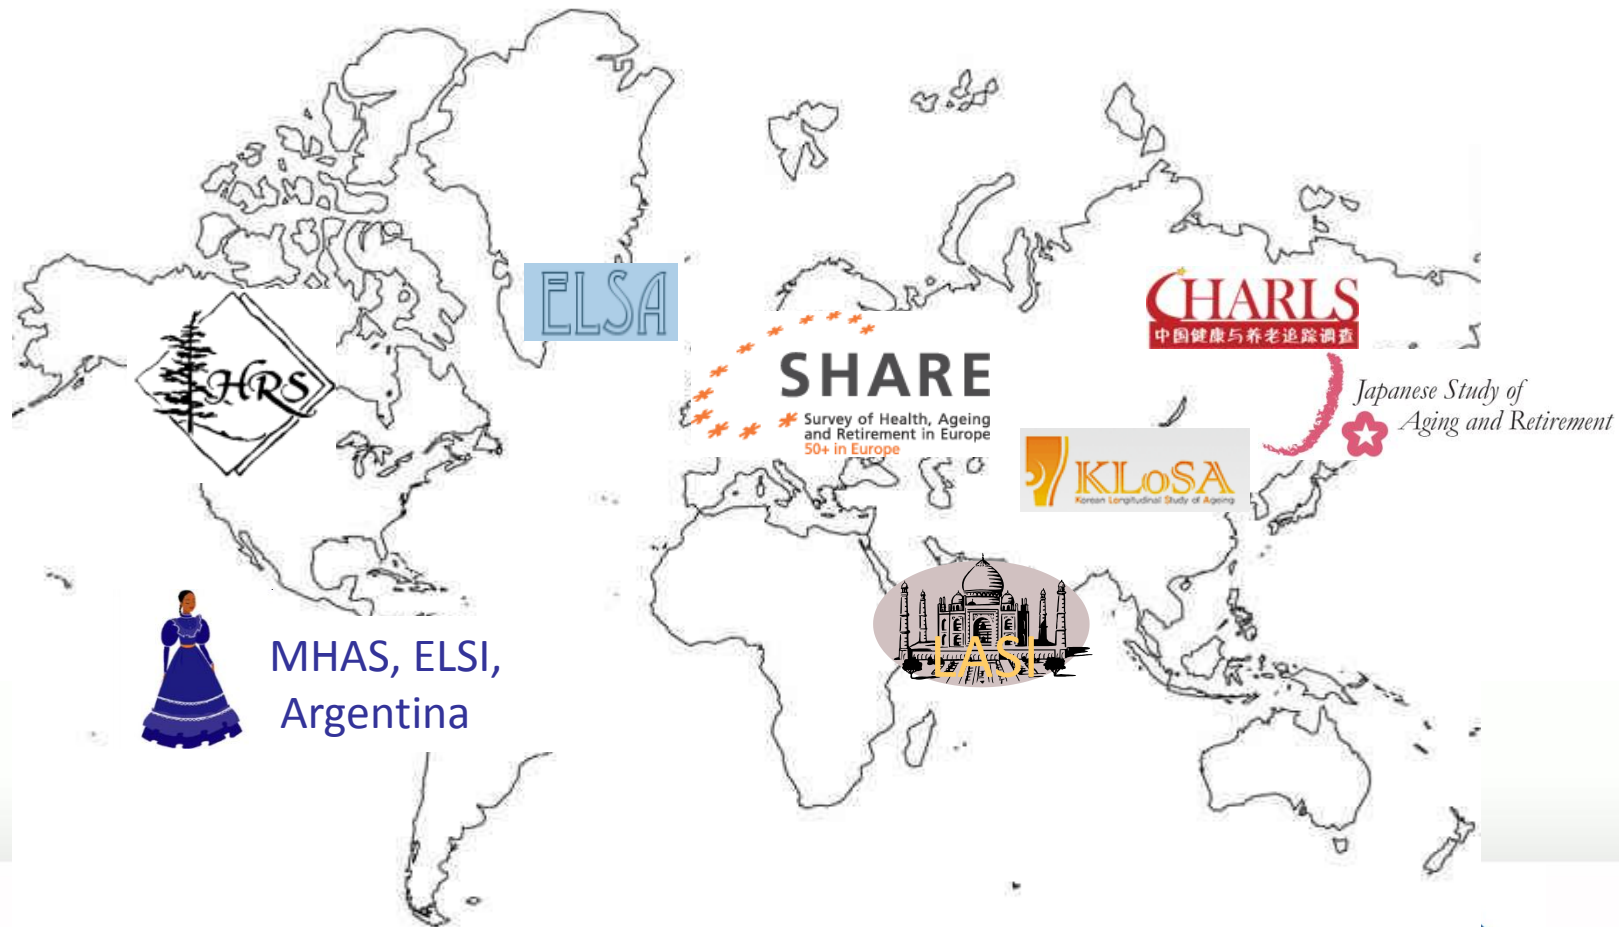 ELSA
HRS
SHARE
Survey of Health, Ageing
and Retirement in Europe
50+ in Europe
CHARLS
中国健康与养老追踪调查
Japanese Study of
Aging and Retirement
KLoSA
Korean Longitudinal Study of Ageing
LASI
MHAS, ELSI,
Argentina